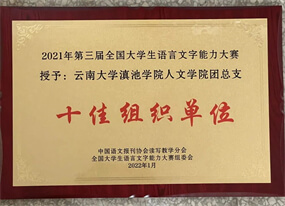 2021年第三届全国大学生语言文字能力大赛
授予：云南大学滇池学院人文学院团总支
十佳组织单位
中国语文报刊协会读写教学分会
全国大学生语言文字能力大赛组委会
2022年1月